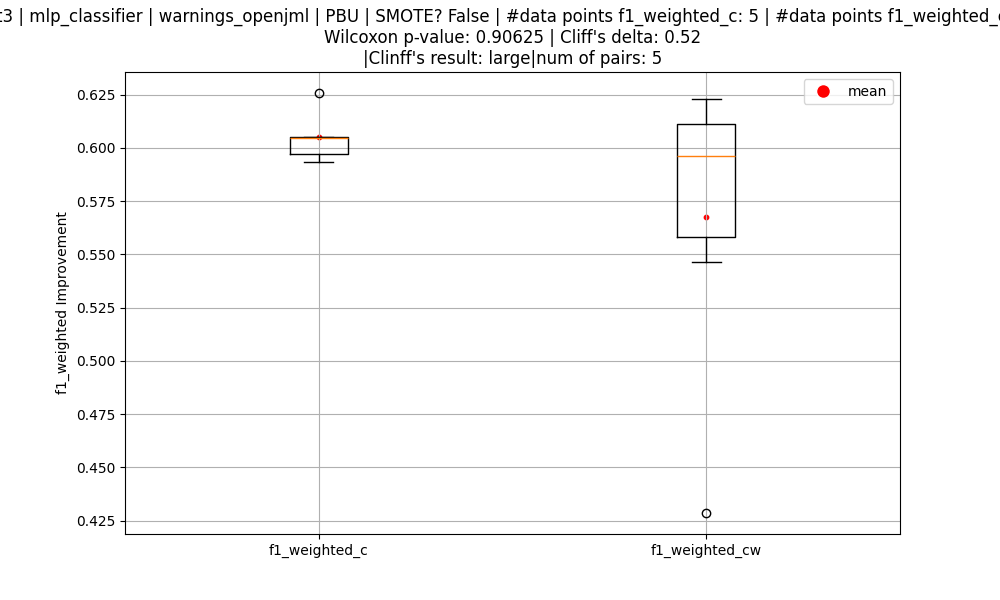 | mlp_classifier | warnings_openjml | PBU | SMOTE? False | #data points f1_weighted_c: 5 | #data points
Wilcoxon p-value: 0.90625 | Cliff's delta: 0.52
|Clinff's result: large|num of pairs: 5
mean
0.625
0.600
0.575
0.550
0.525
0.500
0.475
0.450
0.425
f1_weighted Improvement
f1_weighted_c
f1_weighted_cw